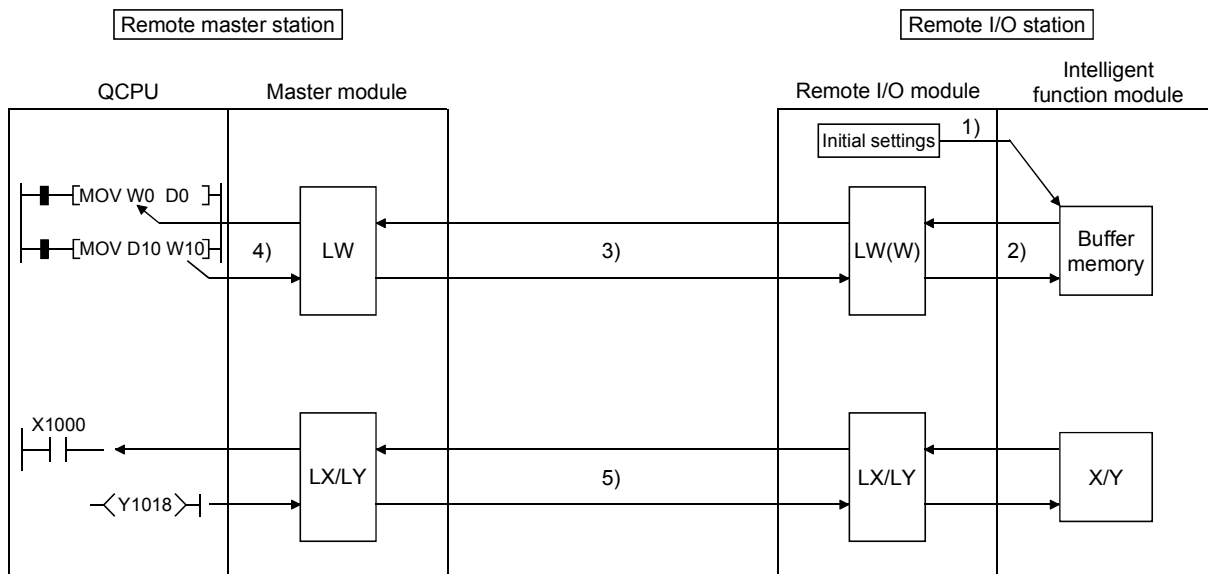 Remote master station
Remote I/O station
QCPU
Master module
Remote I/O module
Intelligent
function module
Initial settings
1)
MOV W0 D0
MOV D10 W10
4)
LW
3)
LW(W)
2)
Buffer
memory
X1000
Y1018
LX/LY
5)
LX/LY
X/Y